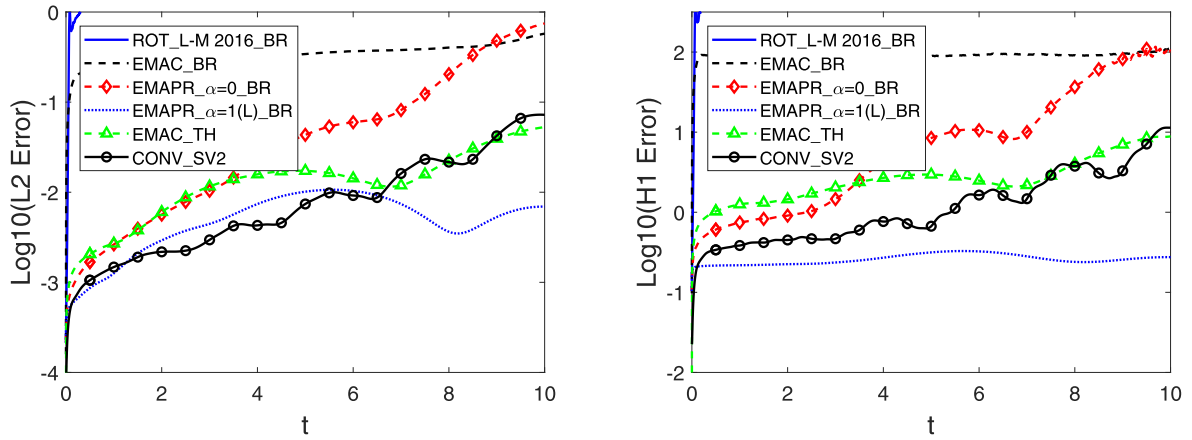 Log10(L2 Error)
0
-1
-2
-3
-4
ROT_L-M 2016_BR
EMAC_BR
EMAPR_α=0_BR
EMAPR_α=1(L)_BR
EMAC_TH
CONV_SV2
0 2 4 6 8 10
t
Log10(H1 Error)
2
1
0
-1
-2
ROT_L-M 2016_BR
EMAC_BR
EMAPR_α=0_BR
EMAPR_α=1(L)_BR
EMAC_TH
CONV_SV2
0 2 4 6 8 10
t